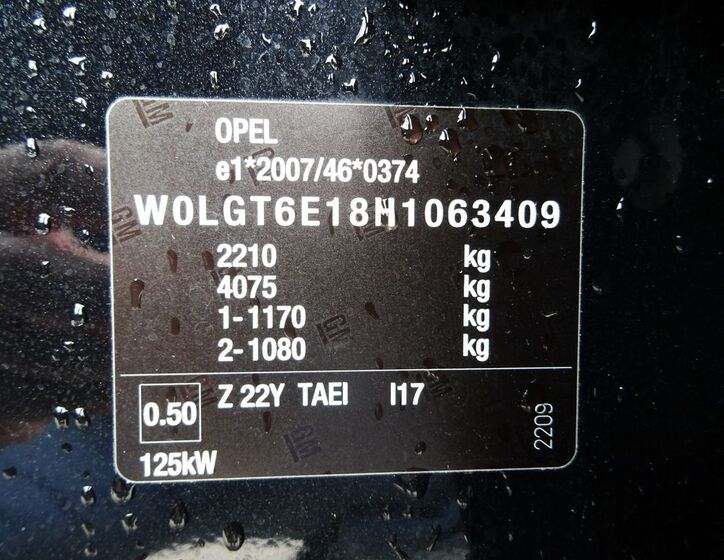 OPEL
e1*2007/46*0374
W0LGT6E18H1063409
2210 kg
4075 kg
1-1170 kg
2-1080 kg
0.50 Z 22Y TAEI I17
125kW
2209